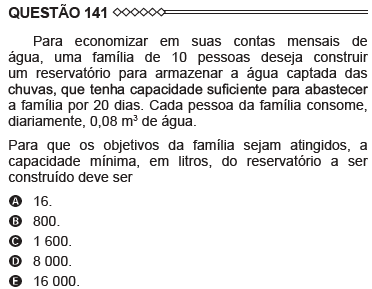 QUESTÃO 141
Para economizar em suas contas mensais de
água, uma família de 10 pessoas deseja construir
um reservatório para armazenar a água captada das
chuvas, que tenha capacidade suficiente para abastecer
a família por 20 dias. Cada pessoa da família consome,
diariamente, 0,08 m³ de água.
Para que os objetivos da família sejam atingidos, a
capacidade mínima, em litros, do reservatório a ser
construído deve ser
A 16.
B 800.
C 1 600.
D 8 000.
E 16 000.